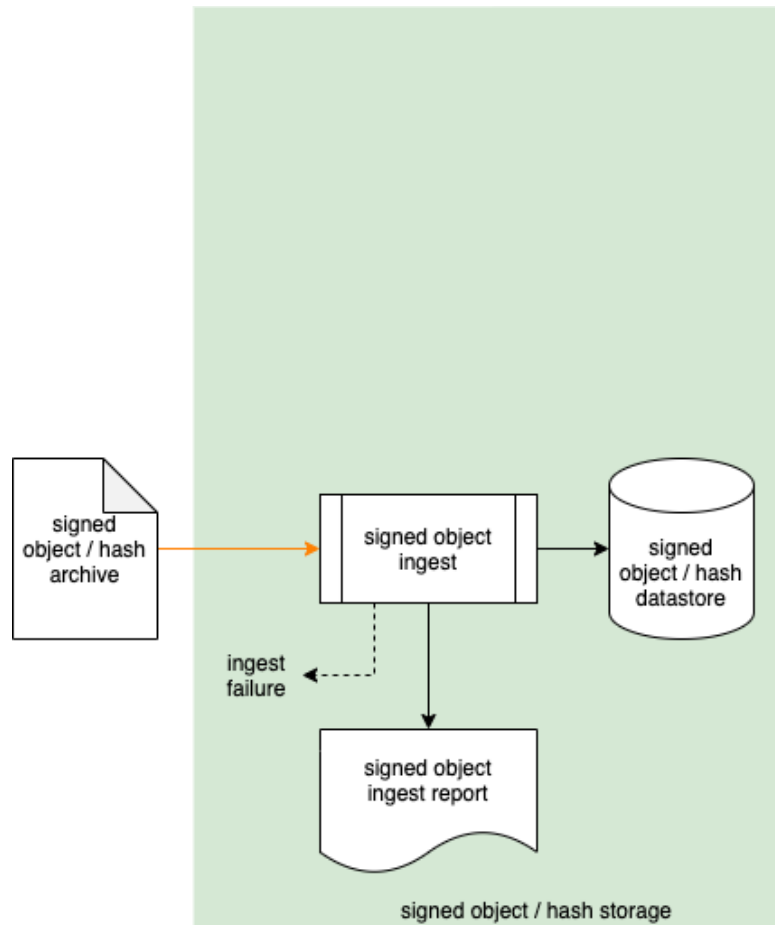 signed
object / hash
archive
signed object
ingest
signed
object / hash
datastore
ingest
failure
signed object
ingest report
signed object / hash storage